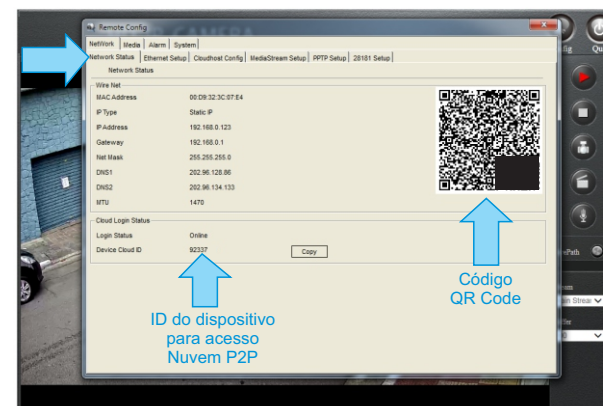 Remote Config
NetWork Media Alarm System
Network Status Ethernet Setup Cloudhost Config MediaStream Setup PPTP Setup 28181 Setup
Network Status
Wire Net
MAC Address 00:D9:32:3C:07:E4
IP Type Static IP
IP Address 192.168.0.123
Gateway 192.168.0.1
Net Mask 255.255.255.0
DNS1 202.96.128.86
DNS2 202.96.134.133
MTU 1470
Cloud Login Status
Login Status Online
Device Cloud ID 92337 Copy
Código
QR Code
ID do dispositivo
para acesso
Nuvem P2P